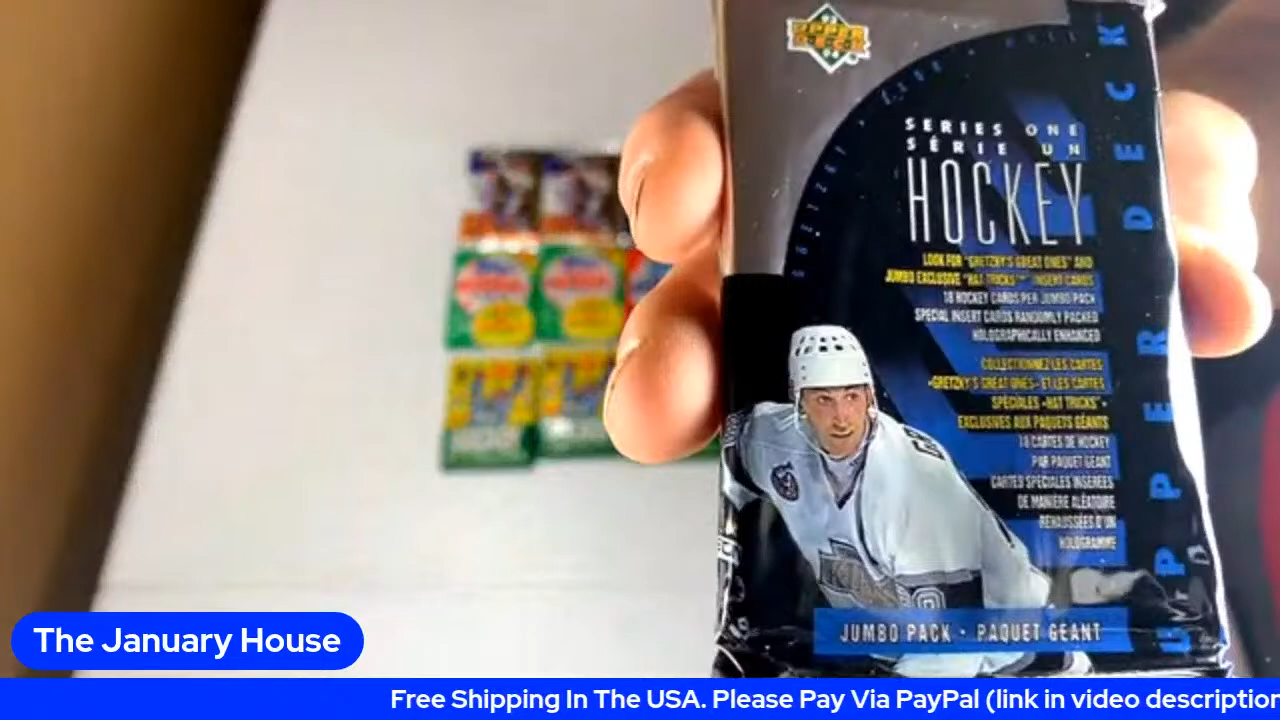 UPPER DECK
SERIES ONE
SÉRIE UN
HOCKEY
LOOK FOR "GRETZKY'S GREAT ONES" AND
JUMBO EXCLUSIVE "HAT TRICKS"™ INSERT CARDS
18 HOCKEY CARDS PER JUMBO PACK
SPECIAL INSERT CARDS RANDOMLY PACKED
HOLOGRAPHICALLY ENHANCED
COLLECTIONNEZ LES CARTES
«GRETZKY'S GREAT ONES» ET LES CARTES
SPÉCIALES «HAT TRICKS»
EXCLUSIVES AUX PAQUETS GÉANTS
18 CARTES DE HOCKEY
PAR PAQUET GÉANT
CARTES SPÉCIALES INSÉRÉES
DE MANIÈRE ALÉATOIRE
REHAUSSÉES D'UN
HOLOGRAMME
UPPER DECK
KINGS
JUMBO PACK • PAQUET GÉANT
The January House
Free Shipping In The USA. Please Pay Via PayPal (link in video description